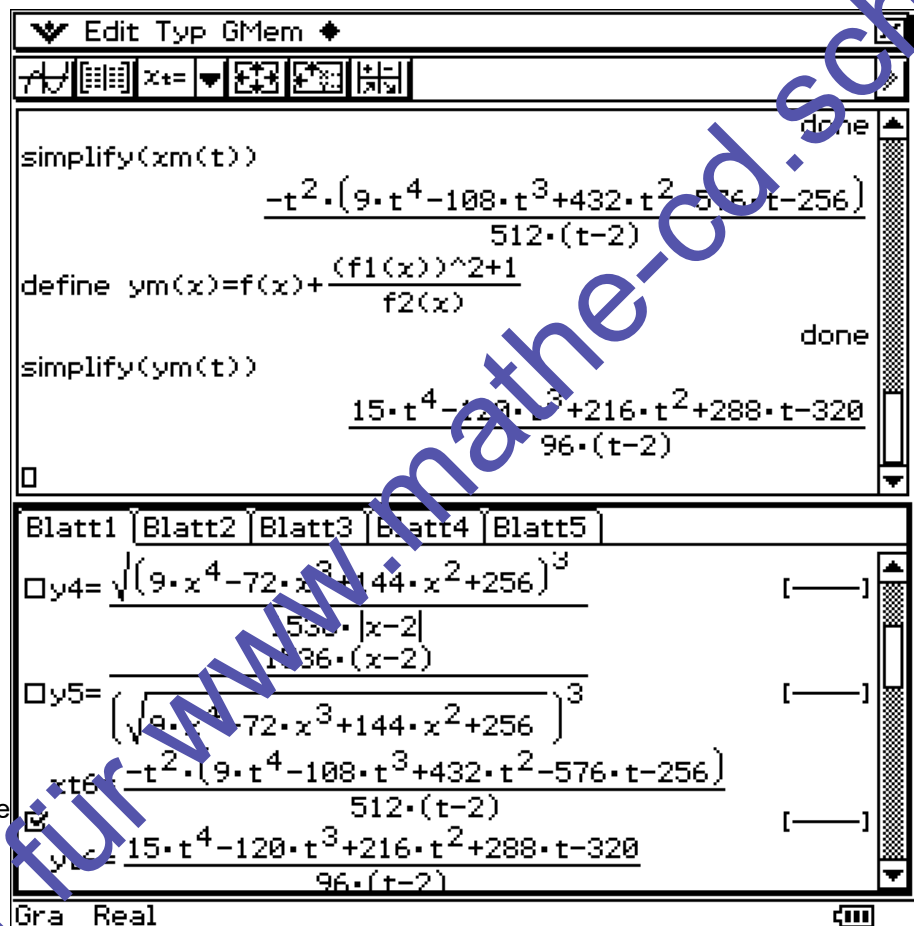 Edit Typ GMem ◆
done
simplify(xm(t))
-t^2·(9·t^4-108·t^3+432·t^2-576·t-256)
512·(t-2)
define ym(x)=f(x)+(f1(x))^2+1
f2(x)
done
simplify(ym(t))
15·t^4-120·t^3+216·t^2+288·t-320
96·(t-2)
Blatt1 Blatt2 Blatt3 Blatt4 Blatt5
y4=√(9·x^4-72·x^3+144·x^2+256)^3 [——]
1536·|x-2|
1536·(x-2)
y5= (√9·x^4-72·x^3+144·x^2+256)^3 [——]
xt6=-t^2·(9·t^4-108·t^3+432·t^2-576·t-256)
512·(t-2) [——]
yt6=15·t^4-120·t^3+216·t^2+288·t-320
96·(t-2)
Gra Real
für www.mathe-cd.sch